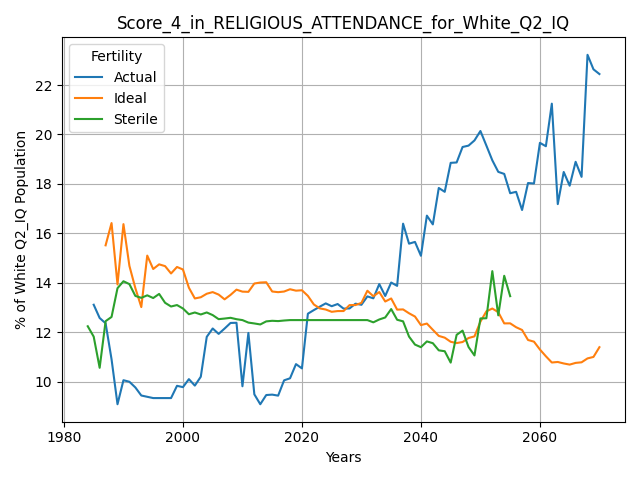 Score_4_in_RELIGIOUS_ATTENDANCE_for_White_Q2_IQ
Fertility
Actual
Ideal
Sterile
% of White Q2_IQ Population
22
20
18
16
14
12
10
1980
2000
2020
2040
2060
Years